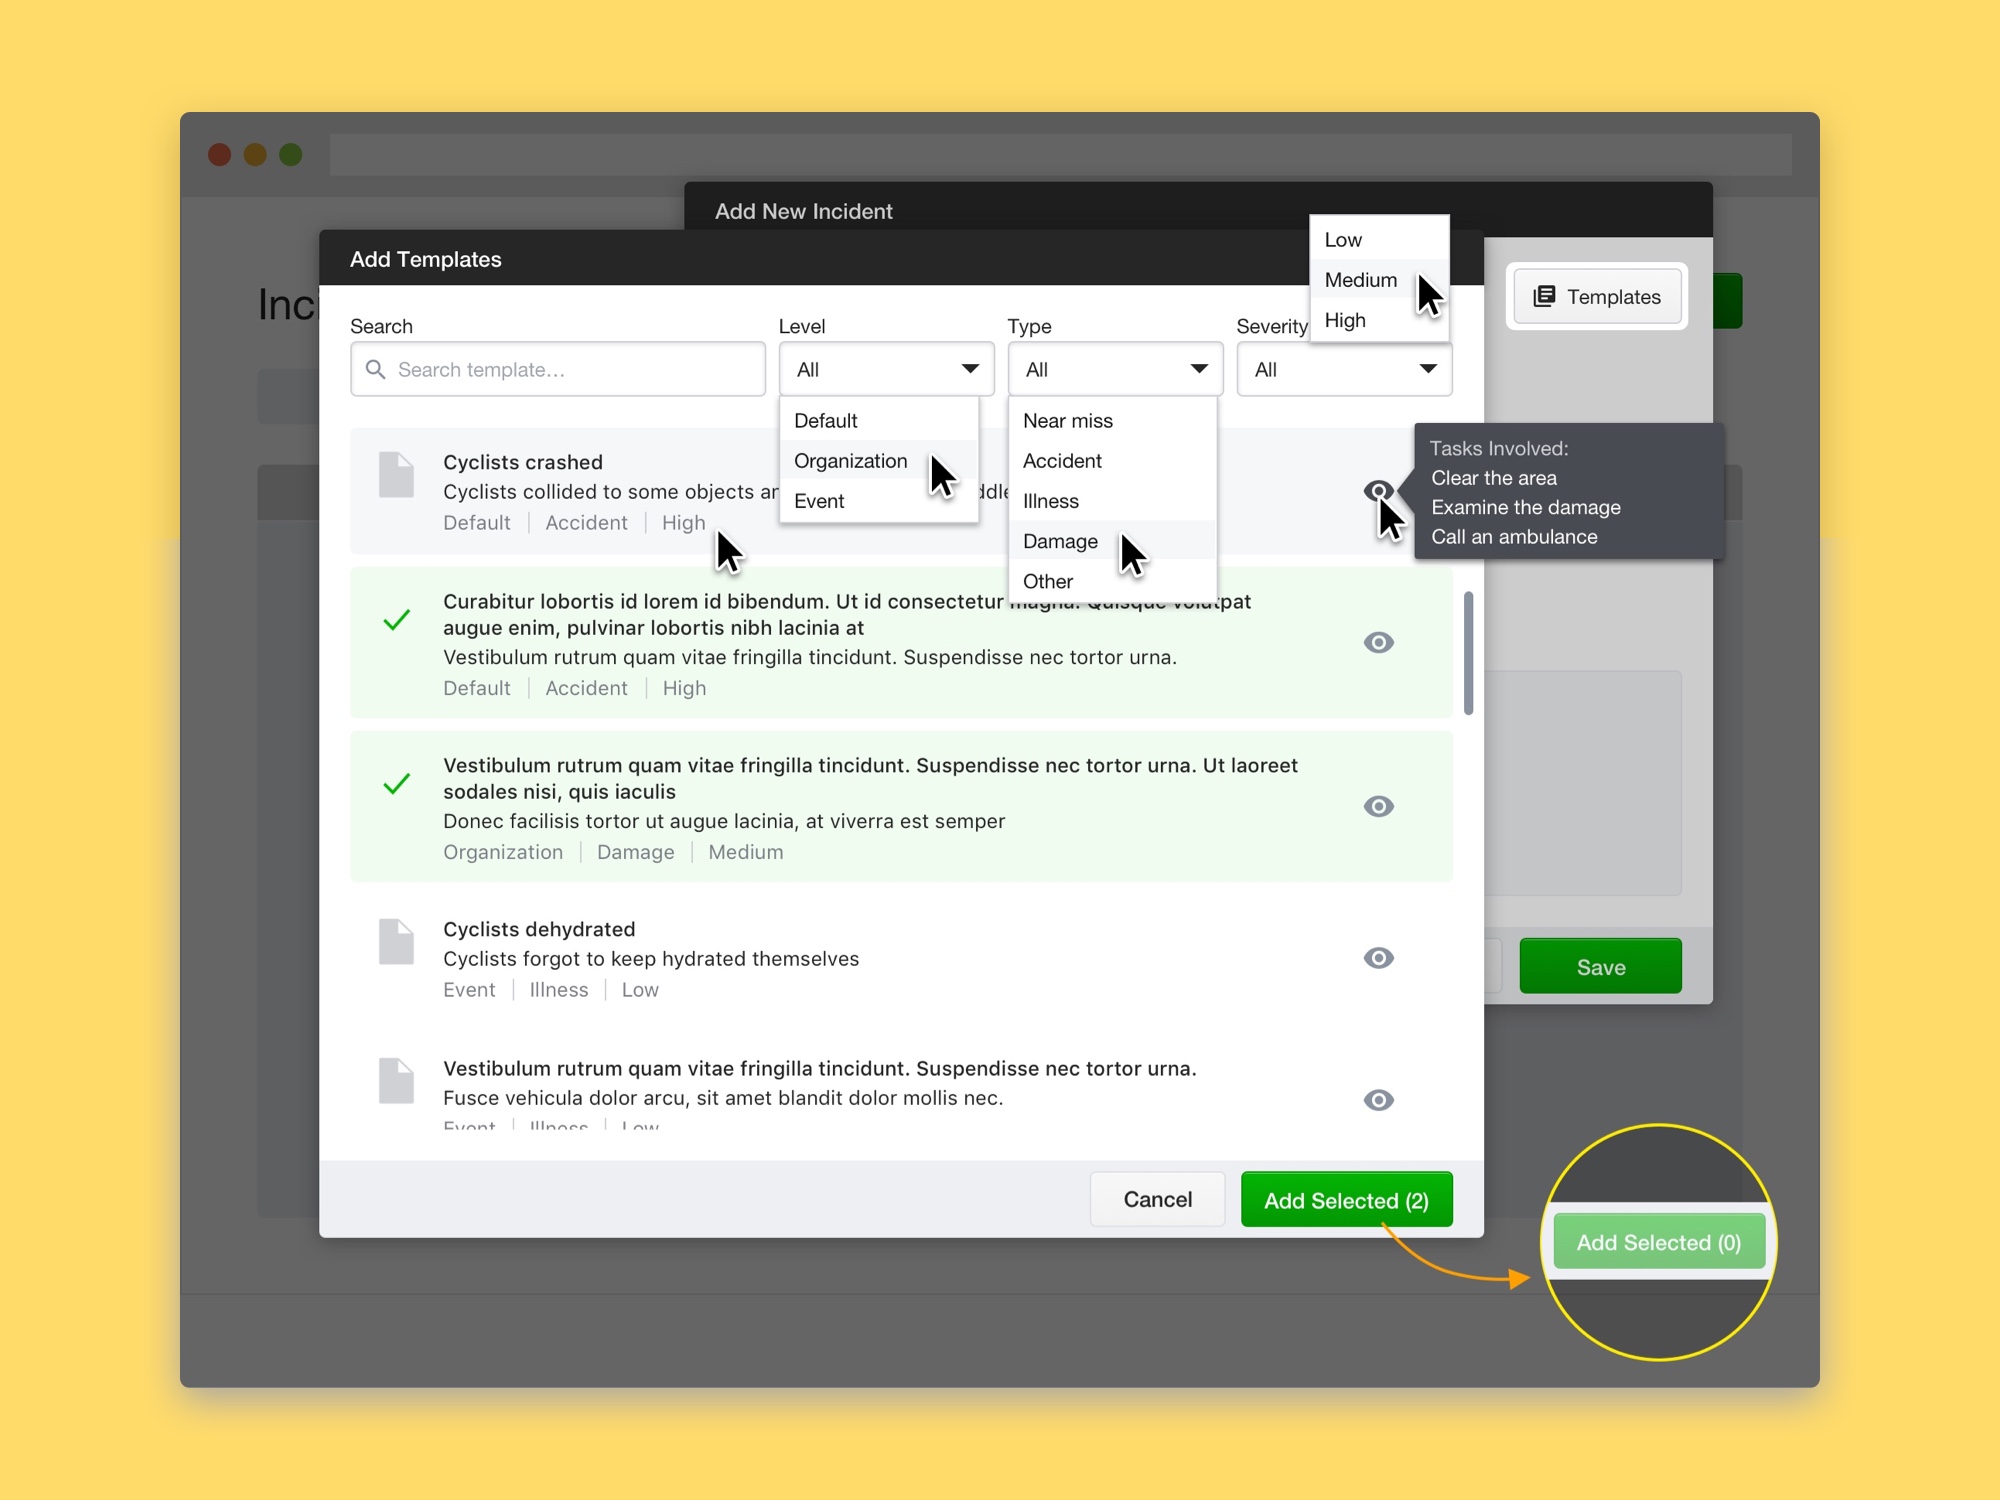 Add New Incident
Add Templates
Low
Medium
High
Templates
Search
Level
Type
Severity
Search template...
All
All
All
Default
Organization
Event
Near miss
Accident
Illness
Damage
Other
Cyclists crashed
Cyclists collided to some objects
Default | Accident | High
Tasks Involved:
Clear the area
Examine the damage
Call an ambulance
Curabitur lobortis id lorem id bibendum. Ut id consectetur magna. Quisque volutpat
augue enim, pulvinar lobortis nibh lacinia at
Vestibulum rutrum quam vitae fringilla tincidunt. Suspendisse nec tortor urna.
Default | Accident | High
Vestibulum rutrum quam vitae fringilla tincidunt. Suspendisse nec tortor urna. Ut laoreet
sodales nisi, quis iaculis
Donec facilisis tortor ut augue lacinia, at viverra est semper
Organization | Damage | Medium
Cyclists dehydrated
Cyclists forgot to keep hydrated themselves
Event | Illness | Low
Save
Vestibulum rutrum quam vitae fringilla tincidunt. Suspendisse nec tortor urna.
Fusce vehicula dolor arcu, sit amet blandit dolor mollis nec.
Event | Illness | Low
Cancel
Add Selected (2)
Add Selected (0)